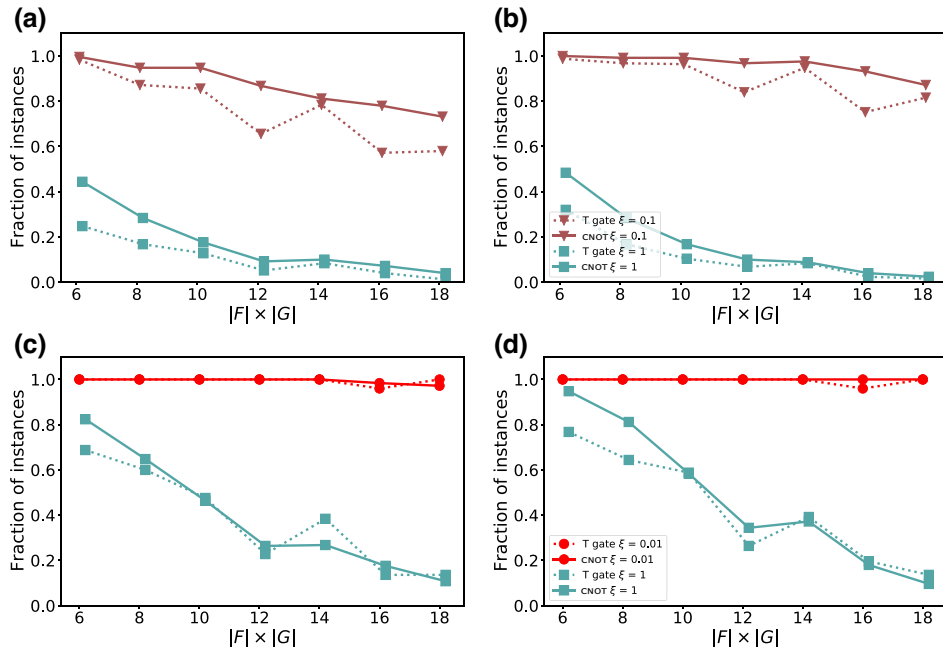 (a)
Fraction of instances
1.0
0.8
0.6
0.4
0.2
0.0
6 8 10 12 14 16 18
|F| × |G|
(b)
Fraction of instances
1.0
0.8
0.6
0.4
0.2
0.0
T gate ξ = 0.1
CNOT ξ = 0.1
T gate ξ = 1
CNOT ξ = 1
6 8 10 12 14 16 18
|F| × |G|
(c)
Fraction of instances
1.0
0.8
0.6
0.4
0.2
0.0
6 8 10 12 14 16 18
|F| × |G|
(d)
Fraction of instances
1.0
0.8
0.6
0.4
0.2
0.0
T gate ξ = 0.01
CNOT ξ = 0.01
T gate ξ = 1
CNOT ξ = 1
6 8 10 12 14 16 18
|F| × |G|